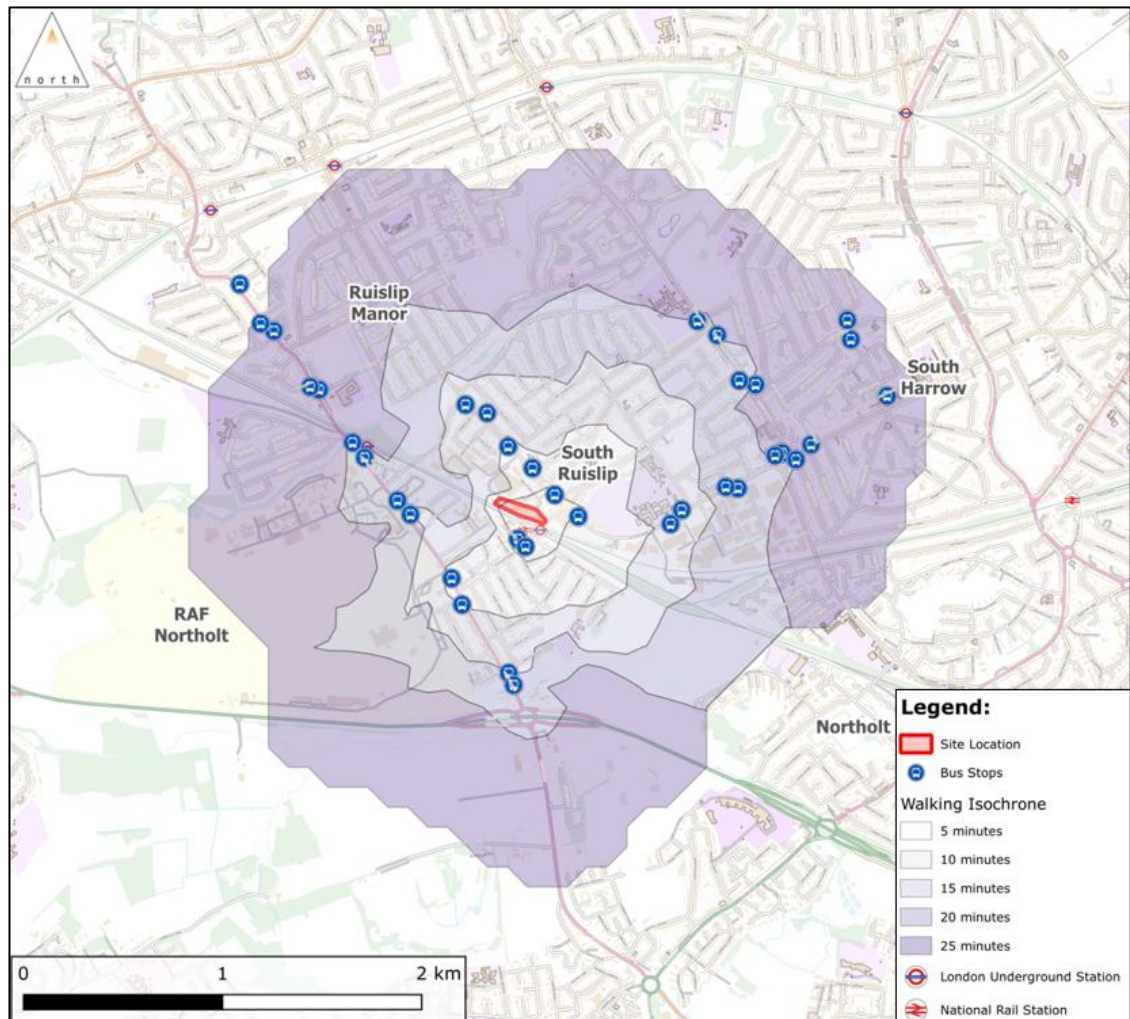 north
Ruislip
Manor
South
Harrow
South
Ruislip
RAF
Northolt
Northolt
Legend:
Site Location
Bus Stops
Walking Isochrone
5 minutes
10 minutes
15 minutes
20 minutes
25 minutes
London Underground Station
National Rail Station
0 1 2 km